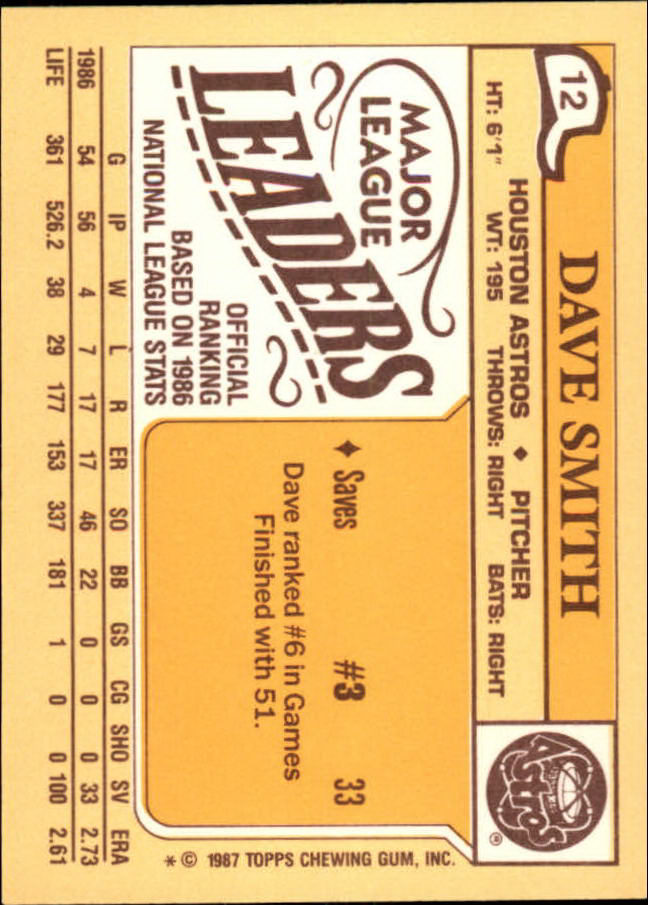 12
DAVE SMITH
HOUSTON ASTROS ♦ PITCHER
HT: 6'1" WT: 195 THROWS: RIGHT BATS: RIGHT
Astros
®
MAJOR
LEAGUE
LEADERS
OFFICIAL
RANKING
BASED ON 1986
NATIONAL LEAGUE STATS
♦ Saves #3 33
Dave ranked #6 in Games
Finished with 51.
* © 1987 TOPPS CHEWING GUM, INC.
G IP W L R ER SO BB GS CG SHO SV ERA
1986 54 56 4 7 17 17 46 22 0 0 0 33 2.73
LIFE 361 526.2 38 29 177 153 337 181 1 0 0 100 2.61